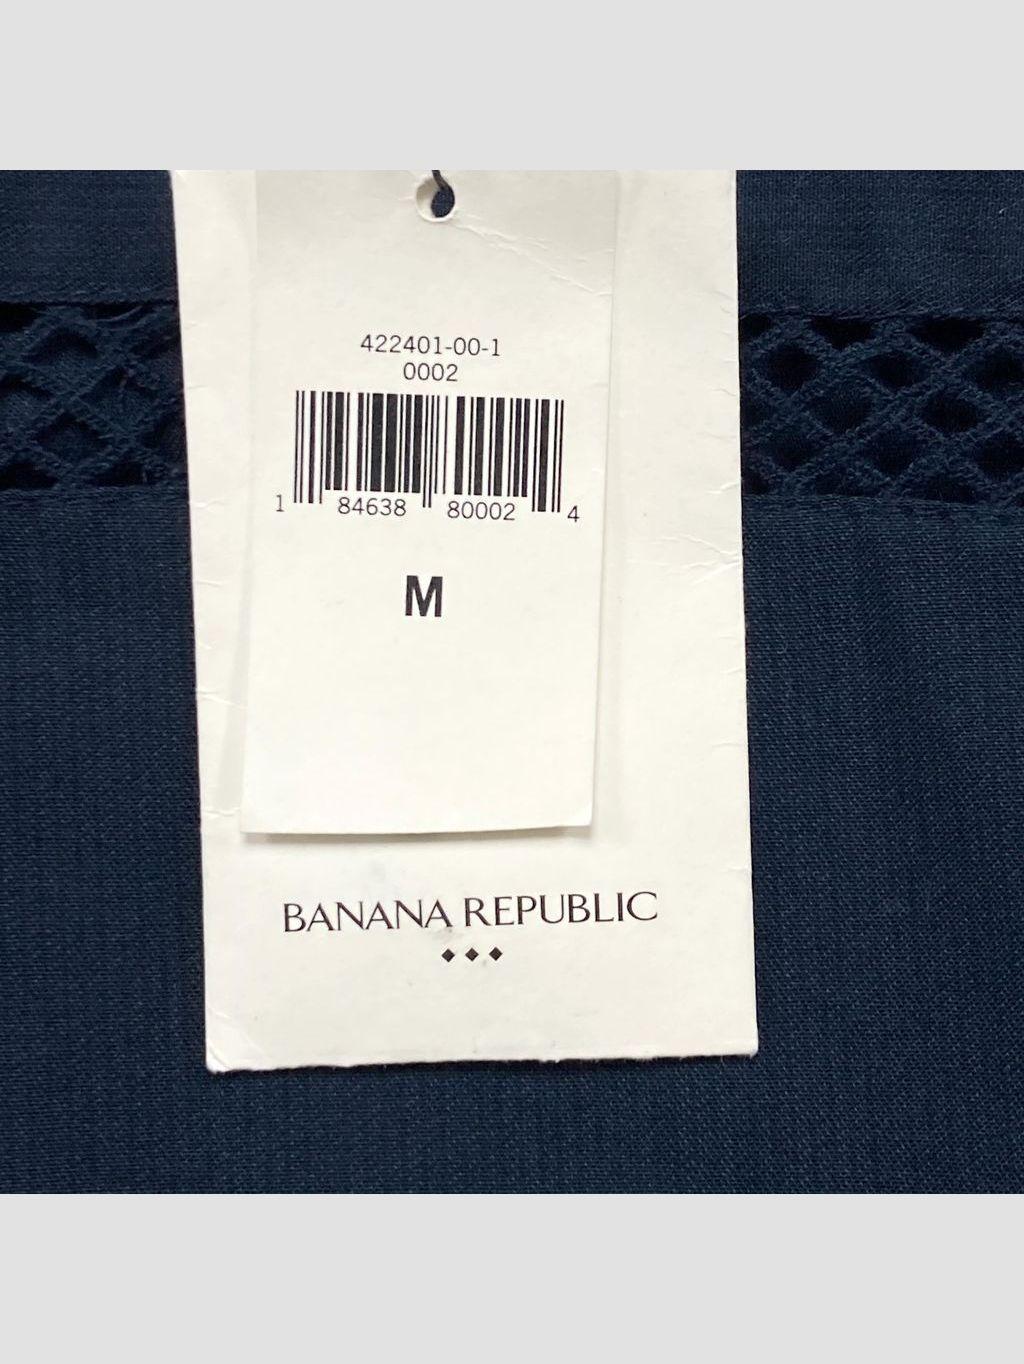 422401-00-1
0002
1 84638 80002 4
M
BANANA REPUBLIC